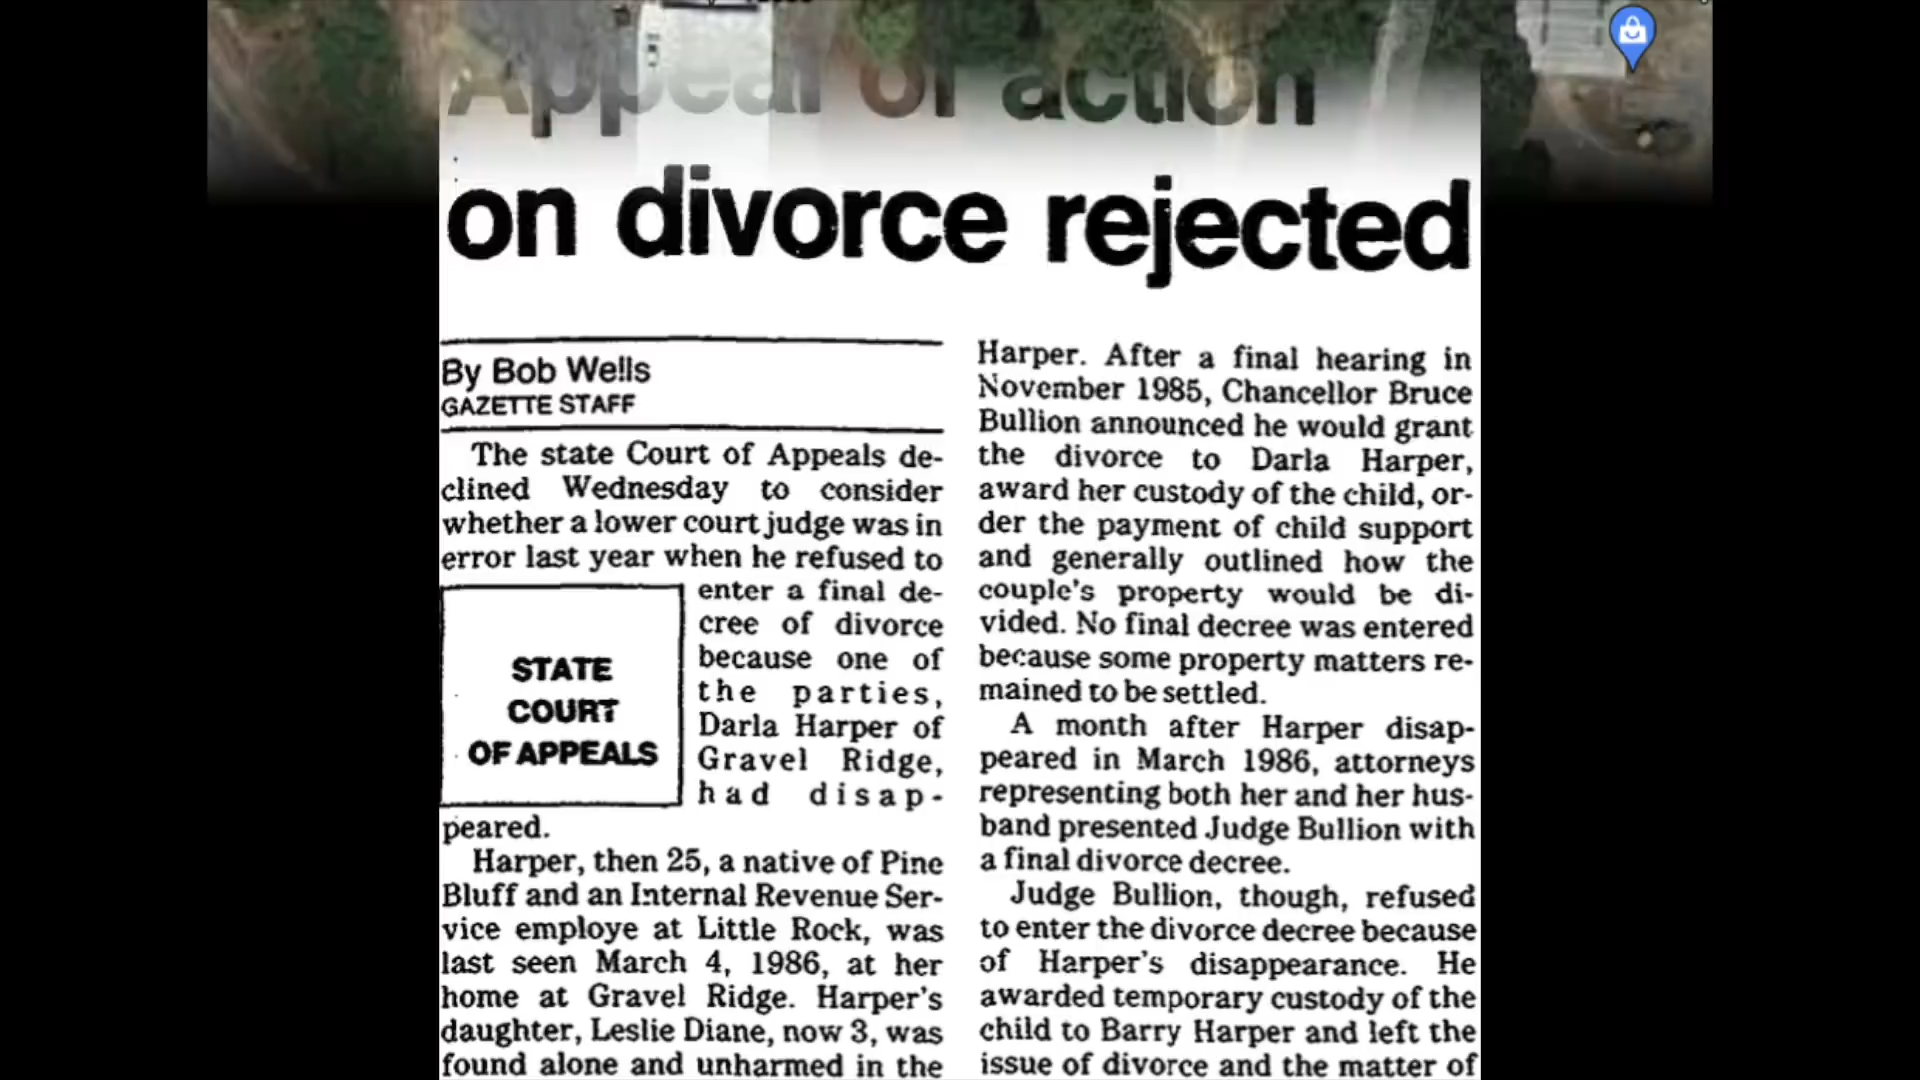 Appeal of action
on divorce rejected
By Bob Wells
GAZETTE STAFF
The state Court of Appeals de-
clined Wednesday to consider
whether a lower court judge was in
error last year when he refused to
enter a final de-
cree of divorce
because one of
the parties,
Darla Harper of
Gravel Ridge,
had disap-
peared.
STATE
COURT
OF APPEALS
Harper, then 25, a native of Pine
Bluff and an Internal Revenue Ser-
vice employe at Little Rock, was
last seen March 4, 1986, at her
home at Gravel Ridge. Harper's
daughter, Leslie Diane, now 3, was
found alone and unharmed in the
Harper. After a final hearing in
November 1985, Chancellor Bruce
Bullion announced he would grant
the divorce to Darla Harper,
award her custody of the child, or-
der the payment of child support
and generally outlined how the
couple's property would be di-
vided. No final decree was entered
because some property matters re-
mained to be settled.
A month after Harper disap-
peared in March 1986, attorneys
representing both her and her hus-
band presented Judge Bullion with
a final divorce decree.
Judge Bullion, though, refused
to enter the divorce decree because
of Harper's disappearance. He
awarded temporary custody of the
child to Barry Harper and left the
issue of divorce and the matter of